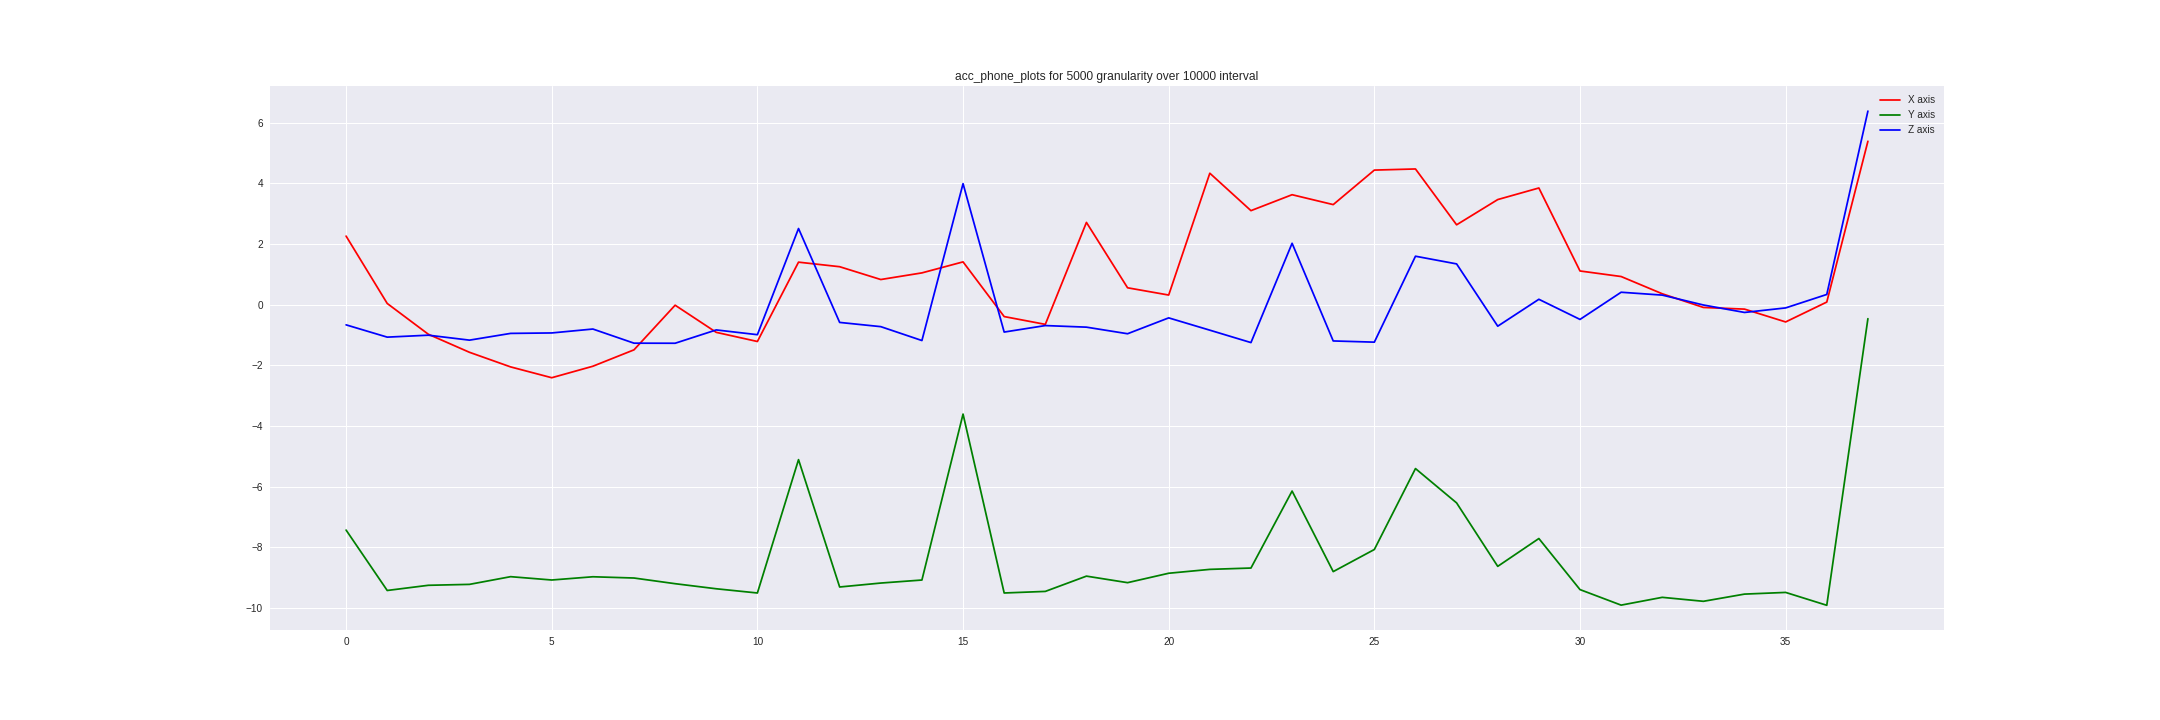 acc_phone_plots for 5000 granularity over 10000 interval
X axis
Y axis
Z axis
6
4
2
0
−2
−4
−6
−8
−10
0 5 10 15 20 25 30 35